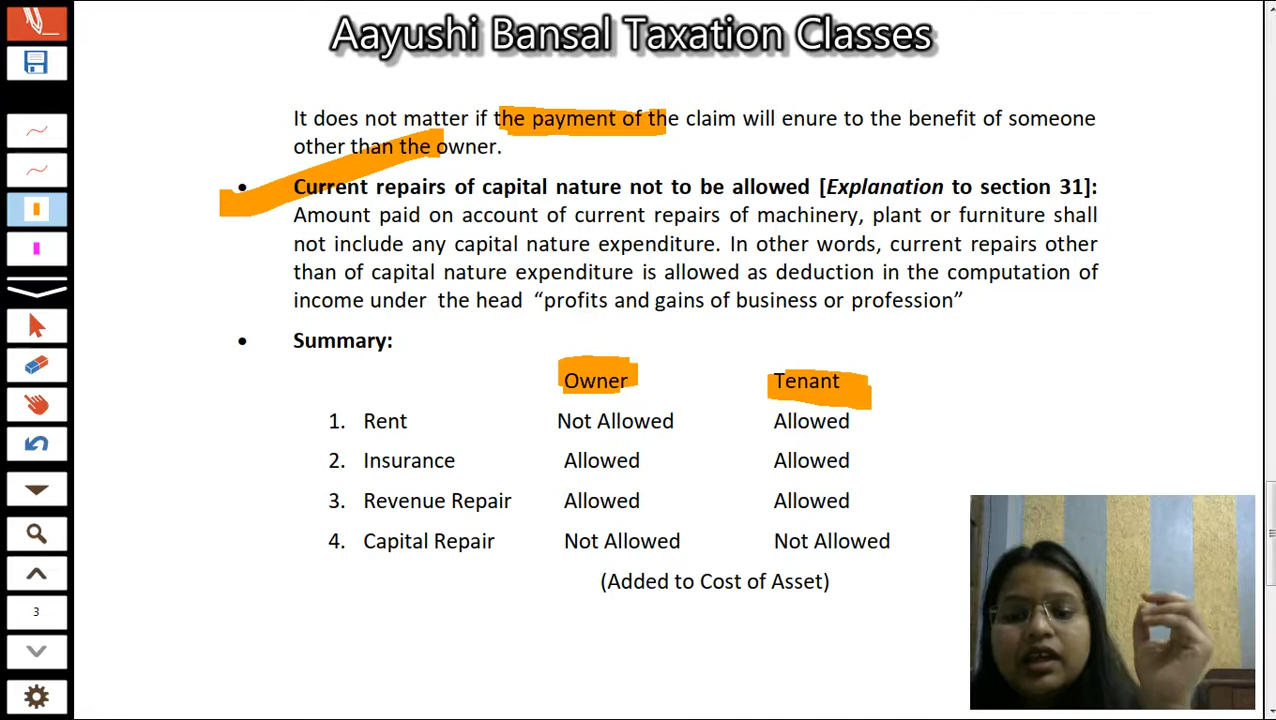 Aayushi Bansal Taxation Classes
It does not matter if the payment of the claim will enure to the benefit of someone
other than the owner.
• Current repairs of capital nature not to be allowed [Explanation to section 31]:
Amount paid on account of current repairs of machinery, plant or furniture shall
not include any capital nature expenditure. In other words, current repairs other
than of capital nature expenditure is allowed as deduction in the computation of
income under the head “profits and gains of business or profession”
• Summary:
Owner Tenant
1. Rent Not Allowed Allowed
2. Insurance Allowed Allowed
3. Revenue Repair Allowed Allowed
4. Capital Repair Not Allowed Not Allowed
(Added to Cost of Asset)
3